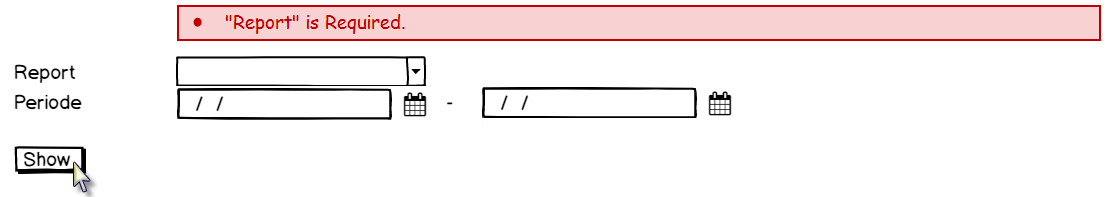 "Report" is Required.
Report
Periode / / - / /
Show